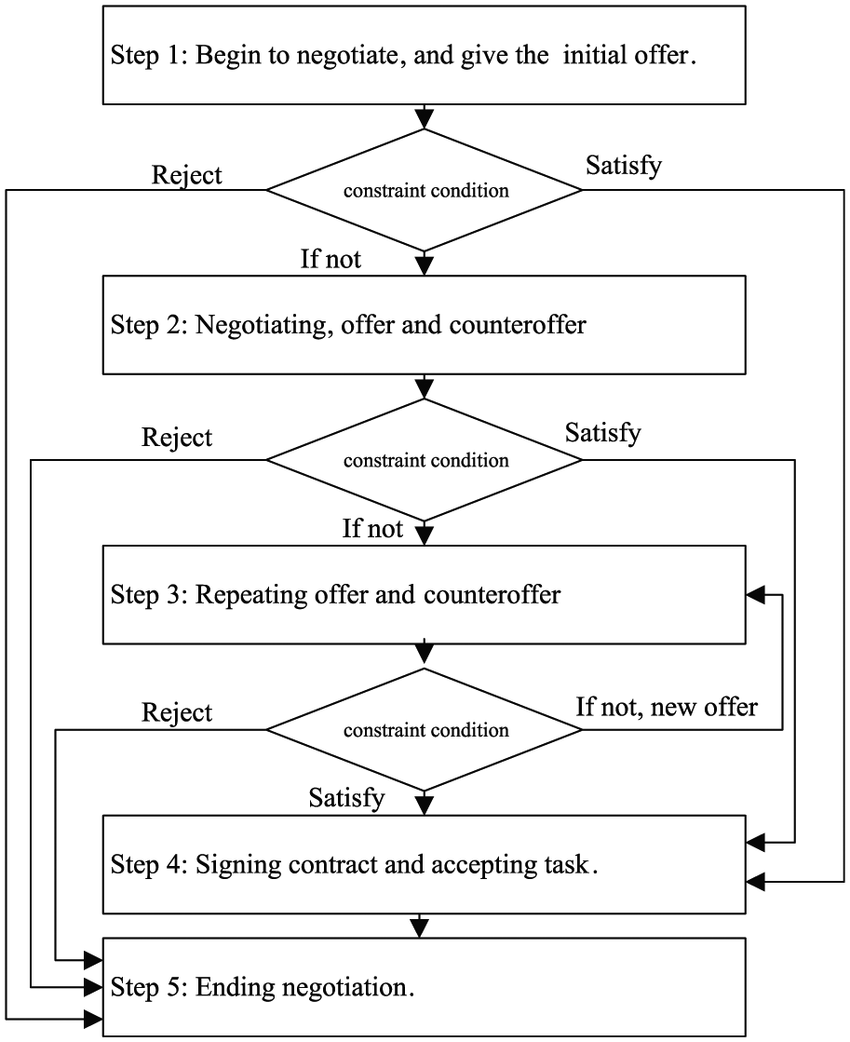 Step 1: Begin to negotiate, and give the initial offer.
Reject
Satisfy
constraint condition
If not
Step 2: Negotiating, offer and counteroffer
Reject
Satisfy
constraint condition
If not
Step 3: Repeating offer and counteroffer
Reject
If not, new offer
constraint condition
Satisfy
Step 4: Signing contract and accepting task.
Step 5: Ending negotiation.